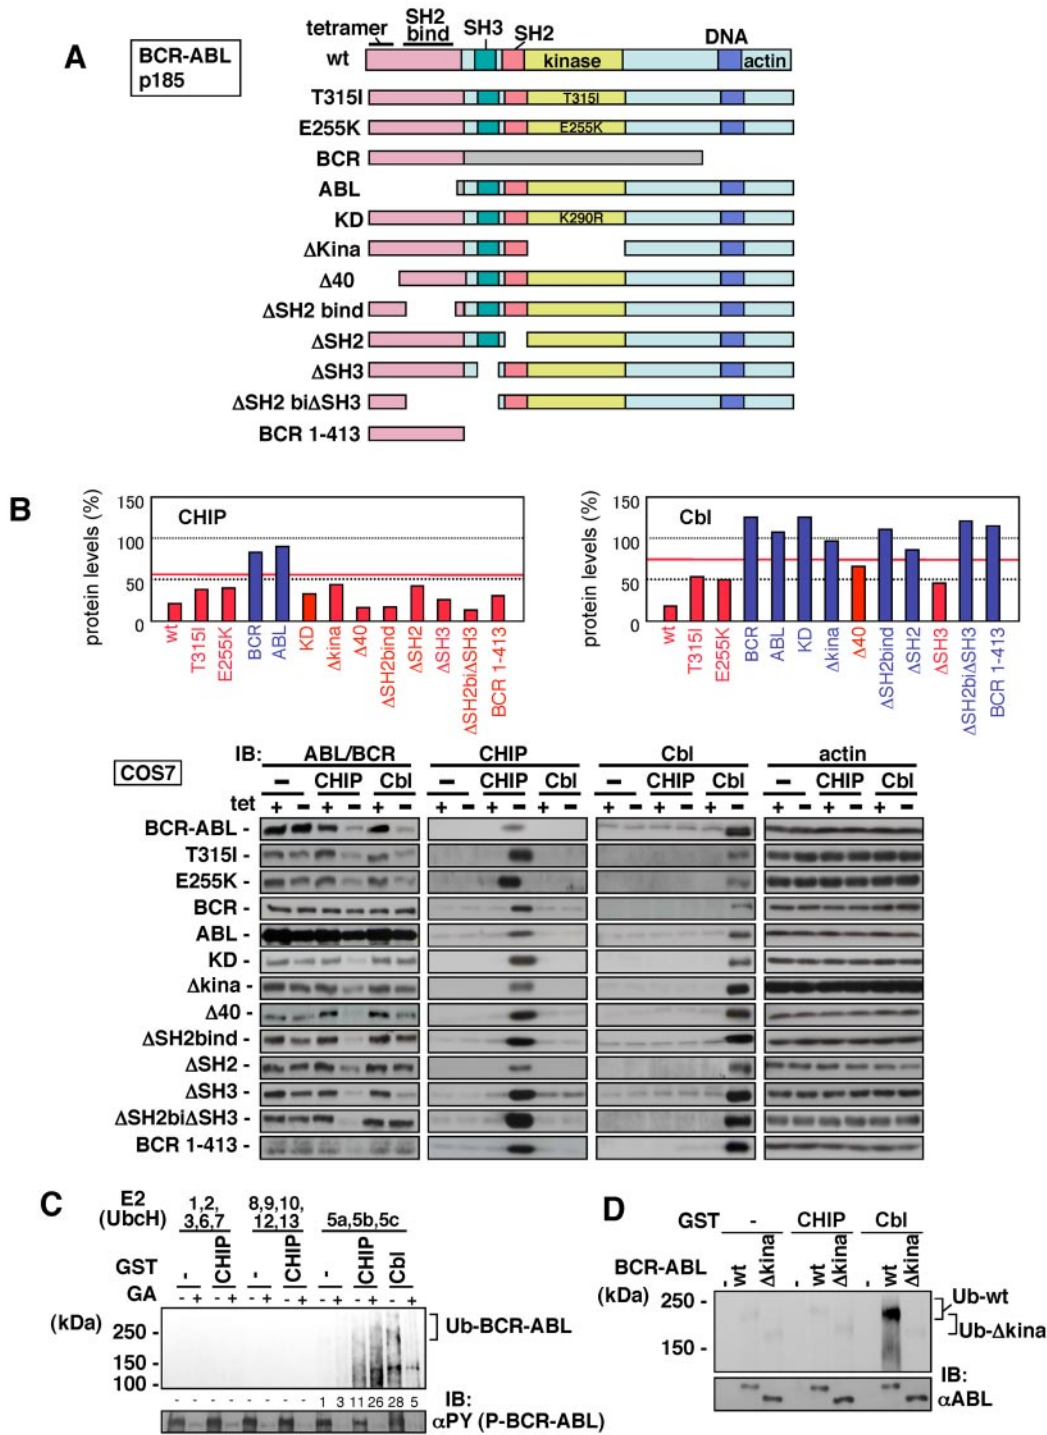 A
BCR-ABL
p185
tetramer
SH2
bind
SH3
SH2
DNA
wt
kinase
actin
T315I
T315I
E255K
E255K
BCR
ABL
KD
K290R
ΔKina
Δ40
ΔSH2 bind
ΔSH2
ΔSH3
ΔSH2 biΔSH3
BCR 1-413
B
protein levels (%)
150
100
50
0
CHIP
wt
T315I
E255K
BCR
ABL
KD
Δkina
Δ40
ΔSH2bind
ΔSH2
ΔSH3
ΔSH2biΔSH3
BCR 1-413
protein levels (%)
150
100
50
0
Cbl
wt
T315I
E255K
BCR
ABL
KD
Δkina
Δ40
ΔSH2bind
ΔSH2
ΔSH3
ΔSH2biΔSH3
BCR 1-413
COS7
IB: ABL/BCR CHIP Cbl actin
- CHIP Cbl - CHIP Cbl - CHIP Cbl - CHIP Cbl
tet + - + - + - + - + - + - + - + - + - + - + - + -
BCR-ABL -
T315I -
E255K -
BCR -
ABL -
KD -
Δkina -
Δ40 -
ΔSH2bind -
ΔSH2 -
ΔSH3 -
ΔSH2biΔSH3 -
BCR 1-413 -
C
E2
(UbcH)
1,2,
3,6,7
8,9,10,
12,13
5a,5b,5c
GST - CHIP - CHIP - CHIP Cbl
GA - + - + - + - + - + - + - +
(kDa)
250 -
150 -
100 -
Ub-BCR-ABL
- - - - - - - - 1 3 11 26 28 5
IB:
αPY (P-BCR-ABL)
D
GST - CHIP Cbl
BCR-ABL - wt Δkina - wt Δkina - wt Δkina
(kDa)
250 -
150 -
Ub-wt
Ub-Δkina
IB:
αABL